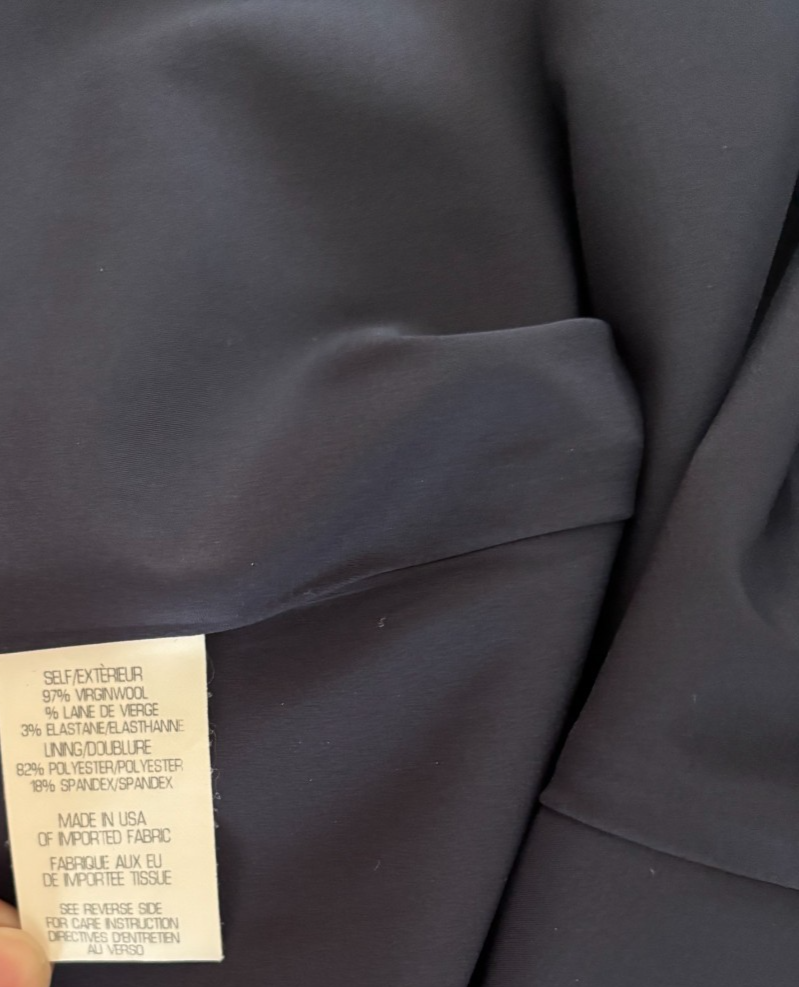 SELF/EXTÈRIEUR
97% VIRGINWOOL
% LAINE DE VIERGE
3% ELASTANE/ELASTHANNE
LINING/DOUBLURE
82% POLYESTER/POLYESTER
18% SPANDEX/SPANDEX
MADE IN USA
OF IMPORTED FABRIC
FABRIQUE AUX EU
DE IMPORTEE TISSUE
SEE REVERSE SIDE
FOR CARE INSTRUCTION
DIRECTIVES D'ENTRETIEN
AU VERSO